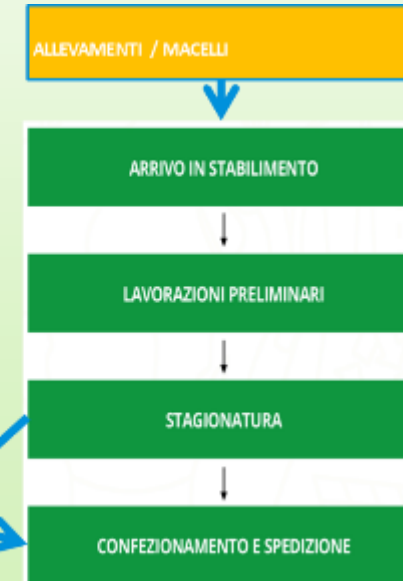 ALLEVAMENTI / MACELLI
ARRIVO IN STABILIMENTO
LAVORAZIONI PRELIMINARI
STAGIONATURA
CONFEZIONAMENTO E SPEDIZIONE